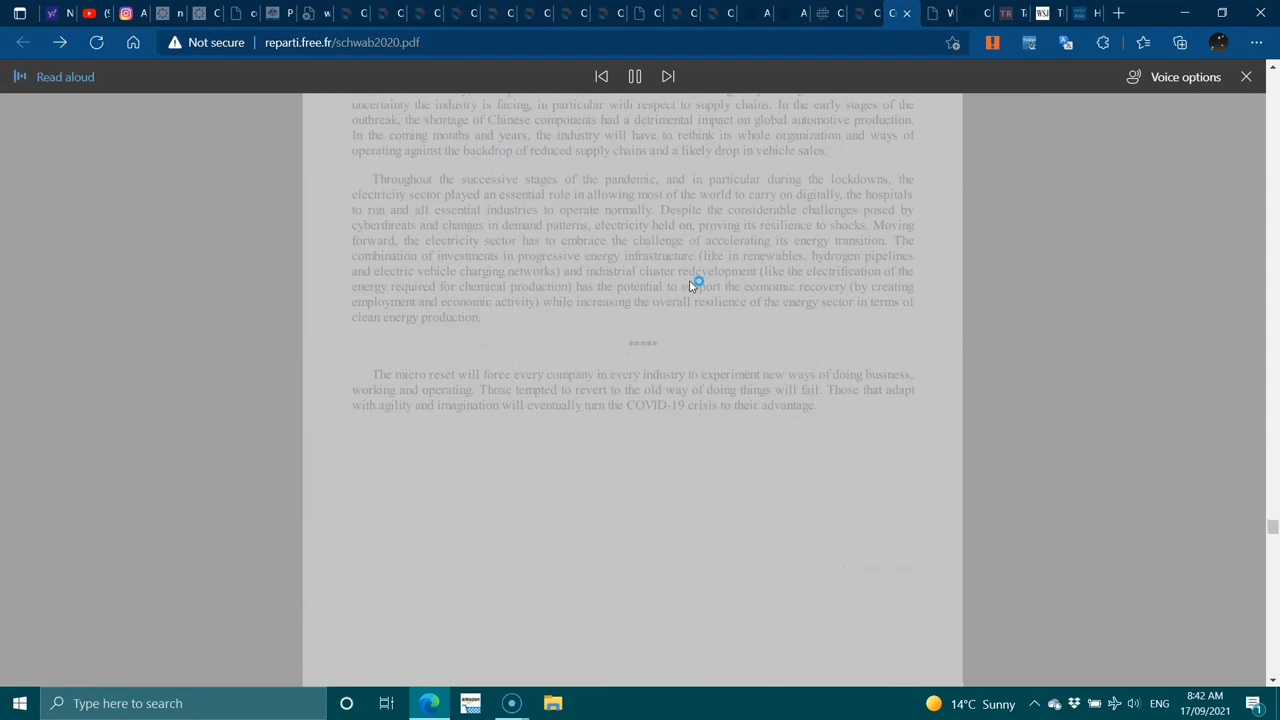 Not secure
reparti.free.fr/schwab2020.pdf
Read aloud
Voice options
uncertainty the industry is facing, in particular with respect to supply chains. In the early stages of the
outbreak, the shortage of Chinese components had a detrimental impact on global automotive production.
In the coming months and years, the industry will have to rethink its whole organization and ways of
operating against the backdrop of reduced supply chains and a likely drop in vehicle sales.
Throughout the successive stages of the pandemic, and in particular during the lockdowns, the
electricity sector played an essential role in allowing most of the world to carry on digitally, the hospitals
to run and all essential industries to operate normally. Despite the considerable challenges posed by
cyberthreats and changes in demand patterns, electricity held on, proving its resilience to shocks. Moving
forward, the electricity sector has to embrace the challenge of accelerating its energy transition. The
combination of investments in progressive energy infrastructure (like in renewables, hydrogen pipelines
and electric vehicle charging networks) and industrial cluster redevelopment (like the electrification of the
energy required for chemical production) has the potential to support the economic recovery (by creating
employment and economic activity) while increasing the overall resilience of the energy sector in terms of
clean energy production.
*****
The micro reset will force every company in every industry to experiment new ways of doing business,
working and operating. Those tempted to revert to the old way of doing things will fail. Those that adapt
with agility and imagination will eventually turn the COVID-19 crisis to their advantage.
Type here to search
amazon
14°C Sunny
ENG
8:42 AM
17/09/2021
1